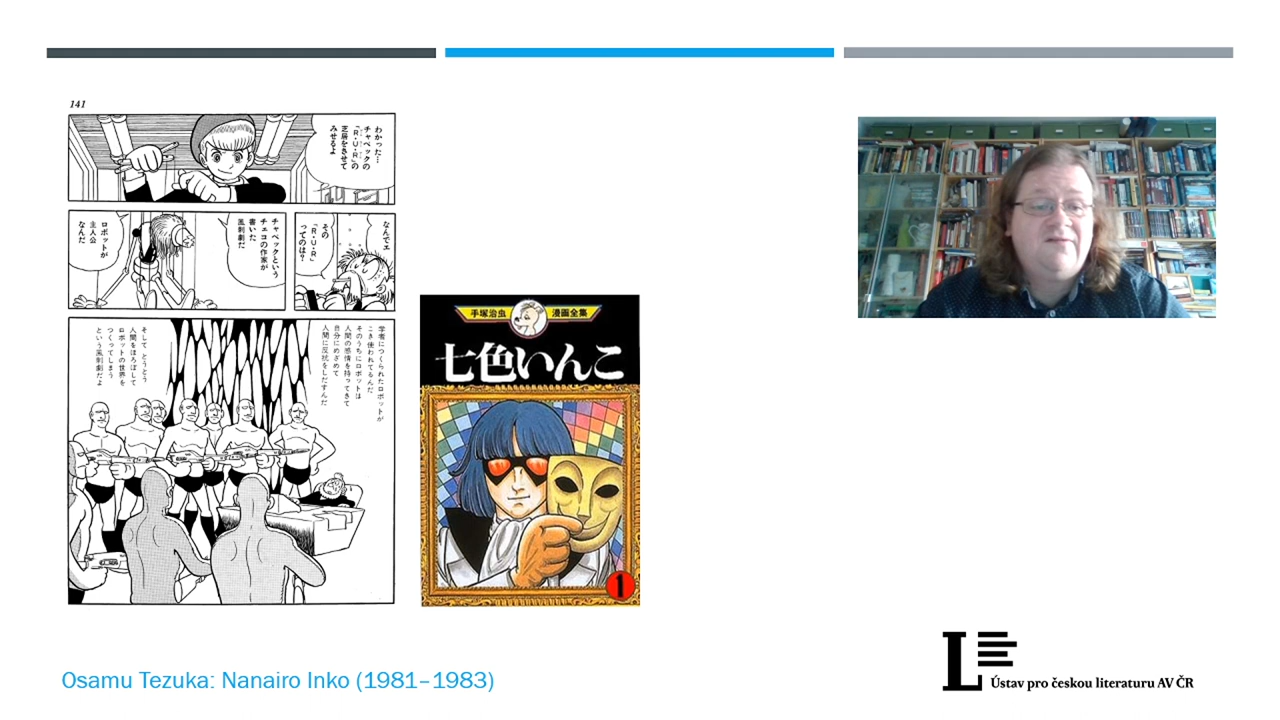 141
わかった…
チャペックの
「R・U・R」の
芝居をさせて
みせるよ
なんでェ
その
「R・U・R」
ってのは?
チャペックという
チェコの作家が
書いた
風刺劇だ
ロボットが
主人公
なんだ
学者につくられたロボットが
こき使われてるんだ
そのうちにロボットは
人間の感情を持ってきて
自分にめざめて
人間に反抗をしだすんだ
そして とうとう
人間をほろぼして
ロボットの世界を
つくってしまう
という風刺劇だよ
手塚治虫 漫画全集
七色いんこ
1
Osamu Tezuka: Nanairo Inko (1981–1983)
Ústav pro českou literaturu AV ČR